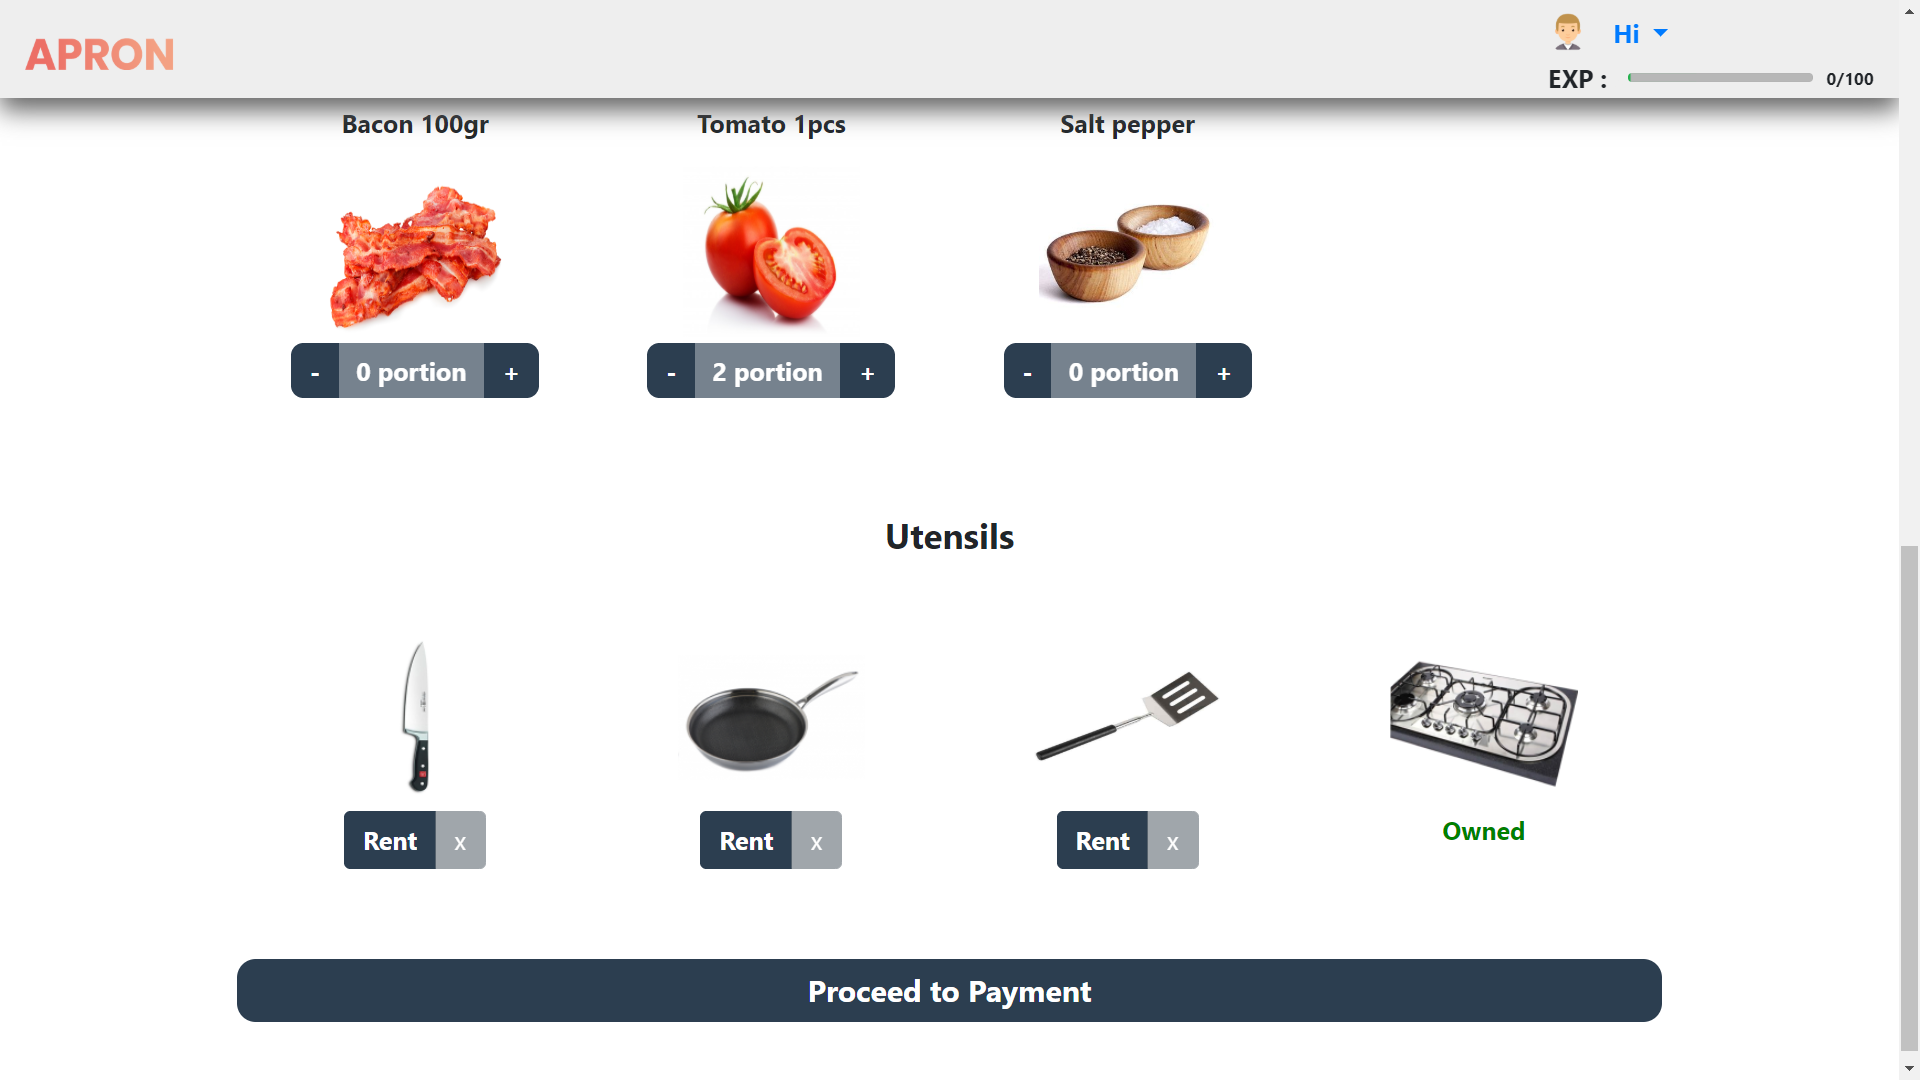 APRON
Hi
EXP :
0/100
Bacon 100gr
Tomato 1pcs
Salt pepper
- 0 portion +
- 2 portion +
- 0 portion +
Utensils
Rent x
Rent x
Rent x
Owned
Proceed to Payment